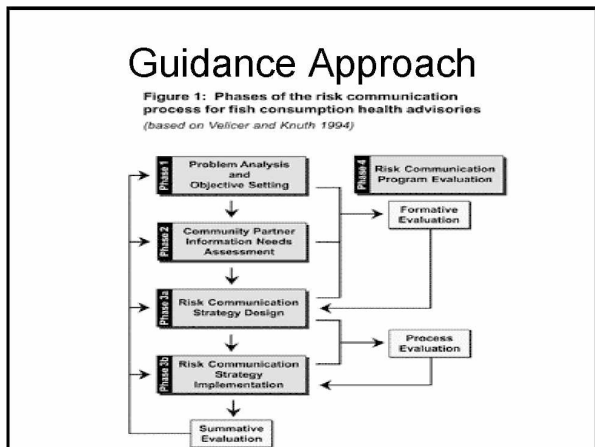 Guidance Approach
Figure 1: Phases of the risk communication
process for fish consumption health advisories
(based on Velicer and Knuth 1994)
Phase 1
Problem Analysis
and
Objective Setting
Phase 4
Risk Communication
Program Evaluation
Formative
Evaluation
Phase 2
Community Partner
Information Needs
Assessment
Phase 3a
Risk Communication
Strategy Design
Process
Evaluation
Phase 3b
Risk Communication
Strategy
Implementation
Summative
Evaluation